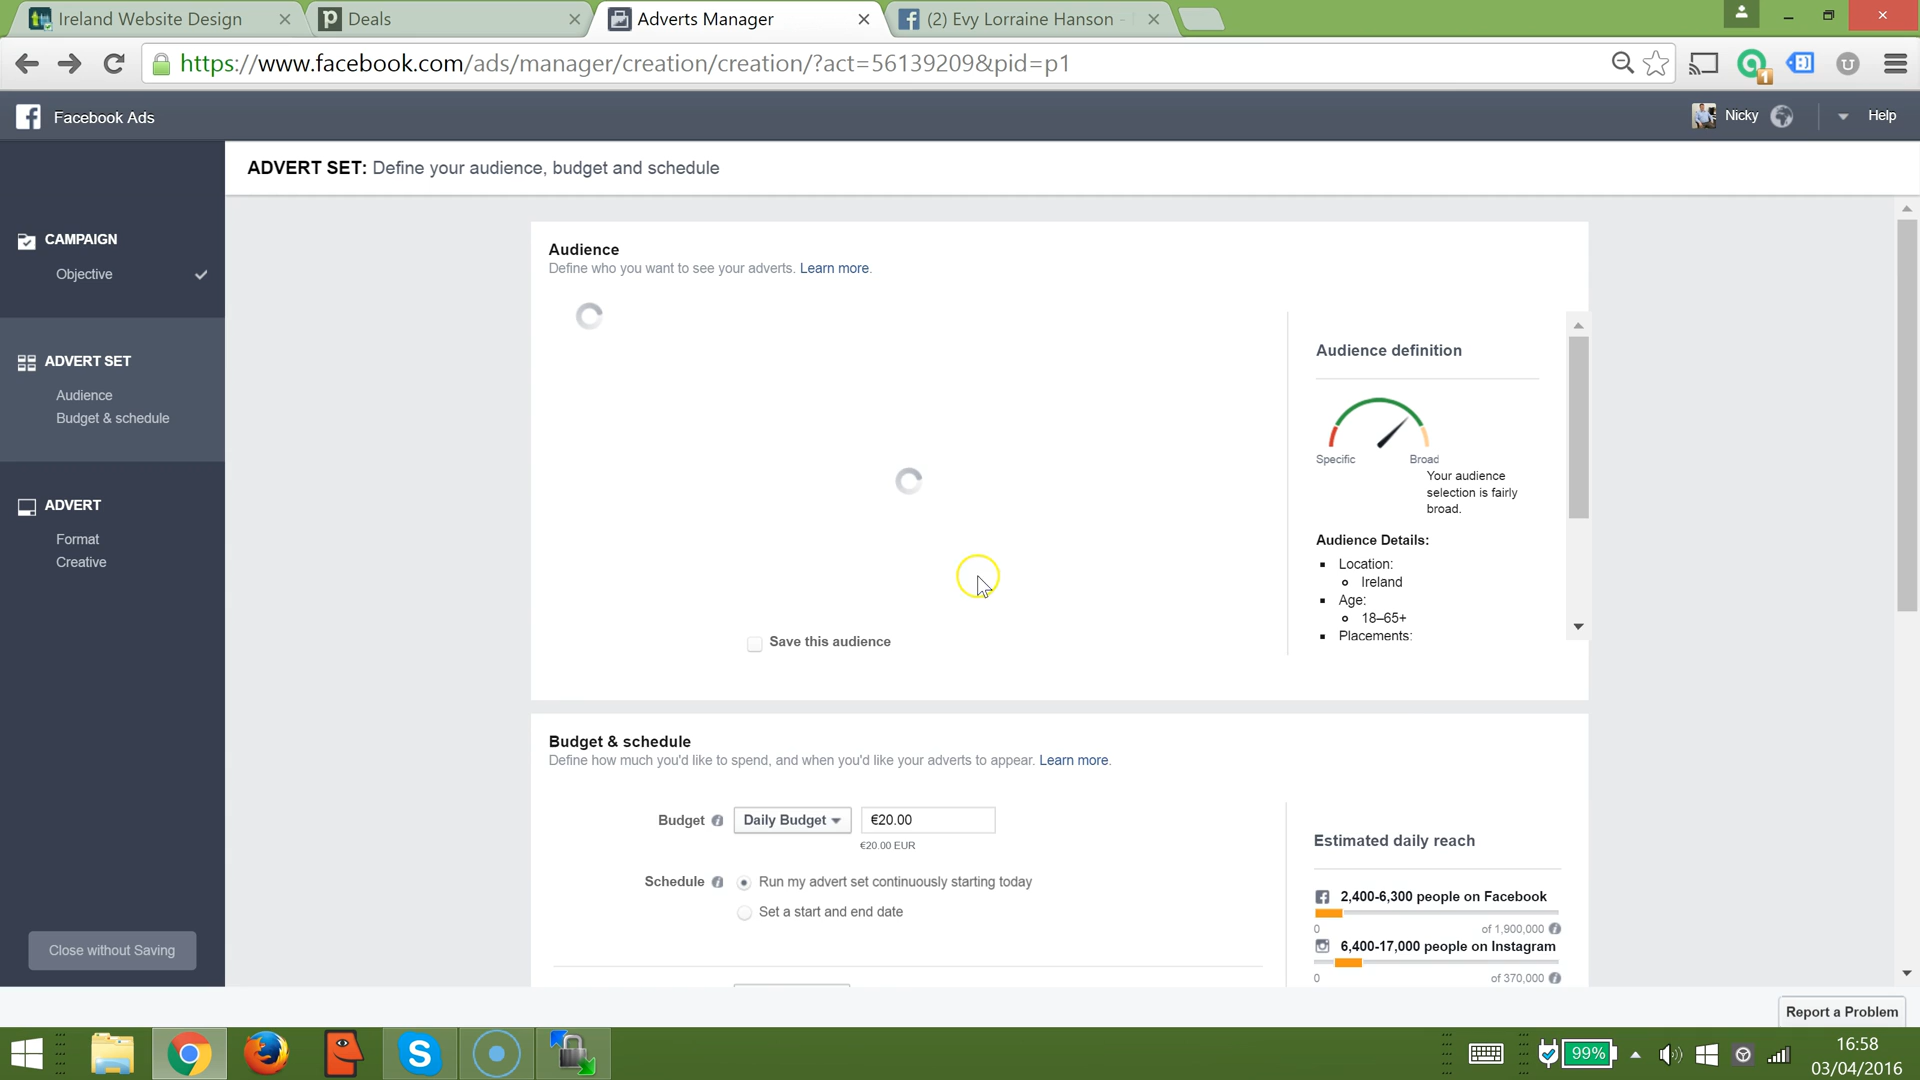 Ireland Website Design
Deals
Adverts Manager
(2) Evy Lorraine Hanson -
https://www.facebook.com/ads/manager/creation/creation/?act=56139209&pid=p1
1
Facebook Ads
Nicky
Help
ADVERT SET: Define your audience, budget and schedule
CAMPAIGN
Objective
ADVERT SET
Audience
Budget & schedule
ADVERT
Format
Creative
Close without Saving
Audience
Define who you want to see your adverts. Learn more.
Save this audience
Audience definition
Specific
Broad
Your audience
selection is fairly
broad.
Audience Details:
Location:
Ireland
Age:
18–65+
Placements:
Budget & schedule
Define how much you'd like to spend, and when you'd like your adverts to appear. Learn more.
Budget
Daily Budget
€20.00
€20.00 EUR
Schedule
Run my advert set continuously starting today
Set a start and end date
Estimated daily reach
2,400-6,300 people on Facebook
0
of 1,900,000
6,400-17,000 people on Instagram
0
of 370,000
Report a Problem
99%
16:58
03/04/2016